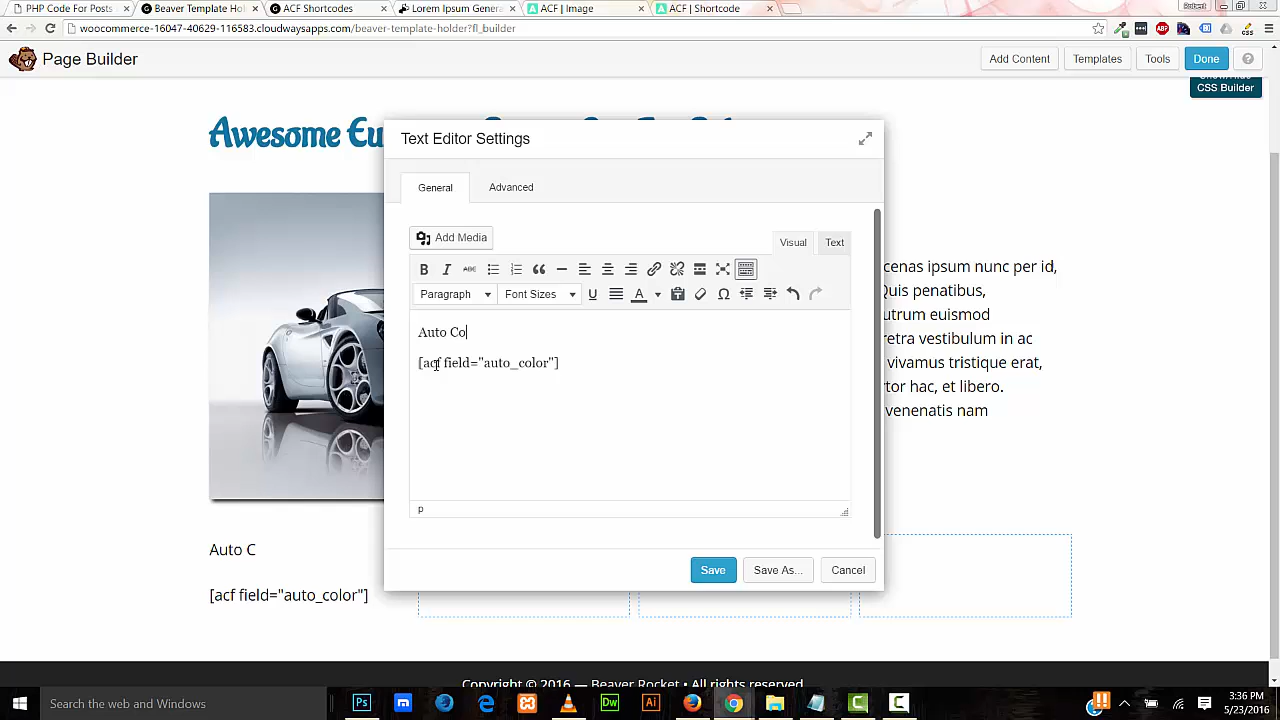 PHP Code For Posts
Beaver Template Hol
ACF Shortcodes
Lorem Ipsum Genera
ACF | Image
ACF | Shortcode
Robert
woocommerce-16047-40629-116583.cloudwaysapps.com/beaver-template-holder?fl_builder
Page Builder
Add Content
Templates
Tools
Done
?
CSS Builder
Awesome Eu
Text Editor Settings
General
Advanced
Add Media
Visual
Text
Paragraph
Font Sizes
Auto Co
[acf field="auto_color"]
p
Save
Save As...
Cancel
cenas ipsum nunc per id,
Quis penatibus,
utrum euismod
retra vestibulum in ac
vivamus tristique erat,
tor hac, et libero.
venenatis nam
Auto C
[acf field="auto_color"]
Copyright © 2016 — Beaver Rocket • All rights reserved
Search the web and Windows
3:36 PM
5/23/2016